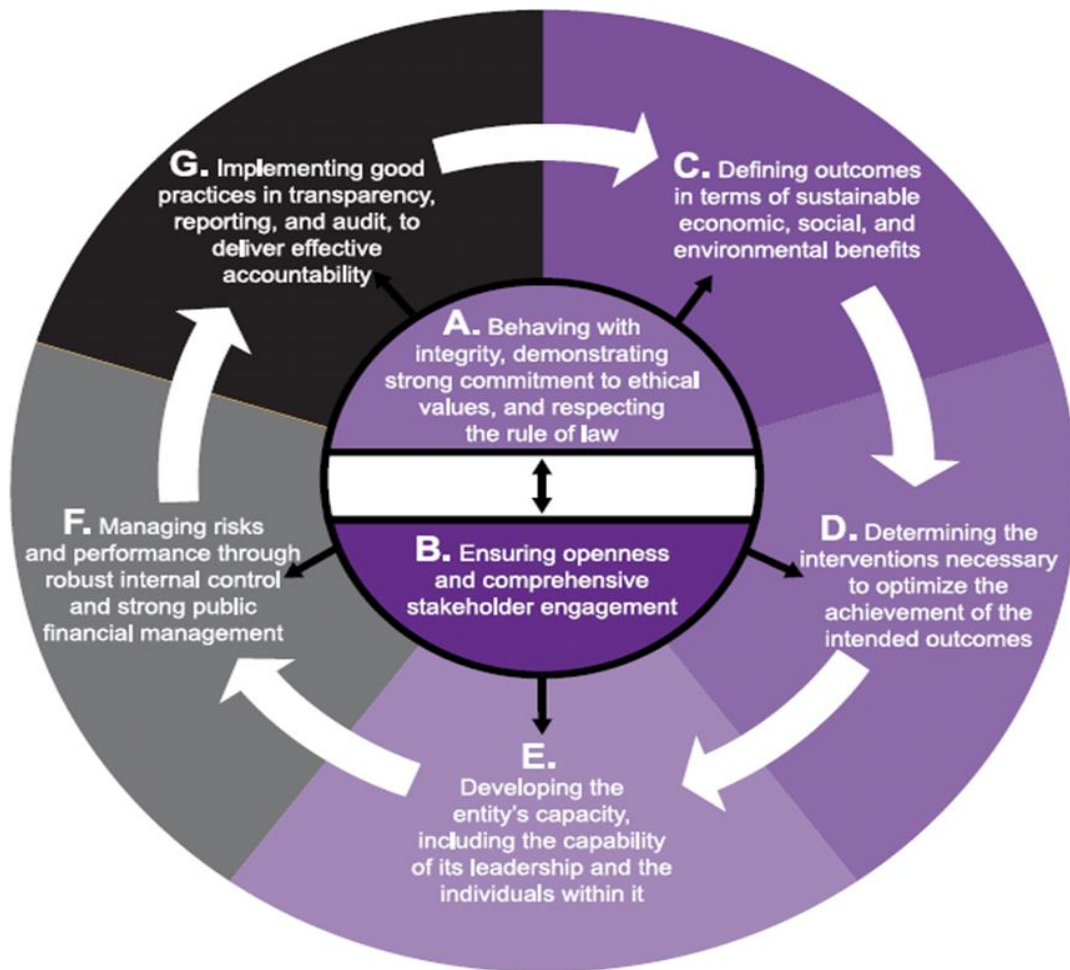 A. Behaving with
integrity, demonstrating
strong commitment to ethical
values, and respecting
the rule of law
B. Ensuring openness
and comprehensive
stakeholder engagement
C. Defining outcomes
in terms of sustainable
economic, social, and
environmental benefits
D. Determining the
interventions necessary
to optimize the
achievement of the
intended outcomes
E.
Developing the
entity's capacity,
including the capability
of its leadership and the
individuals within it
F. Managing risks
and performance through
robust internal control
and strong public
financial management
G. Implementing good
practices in transparency,
reporting, and audit, to
deliver effective
accountability